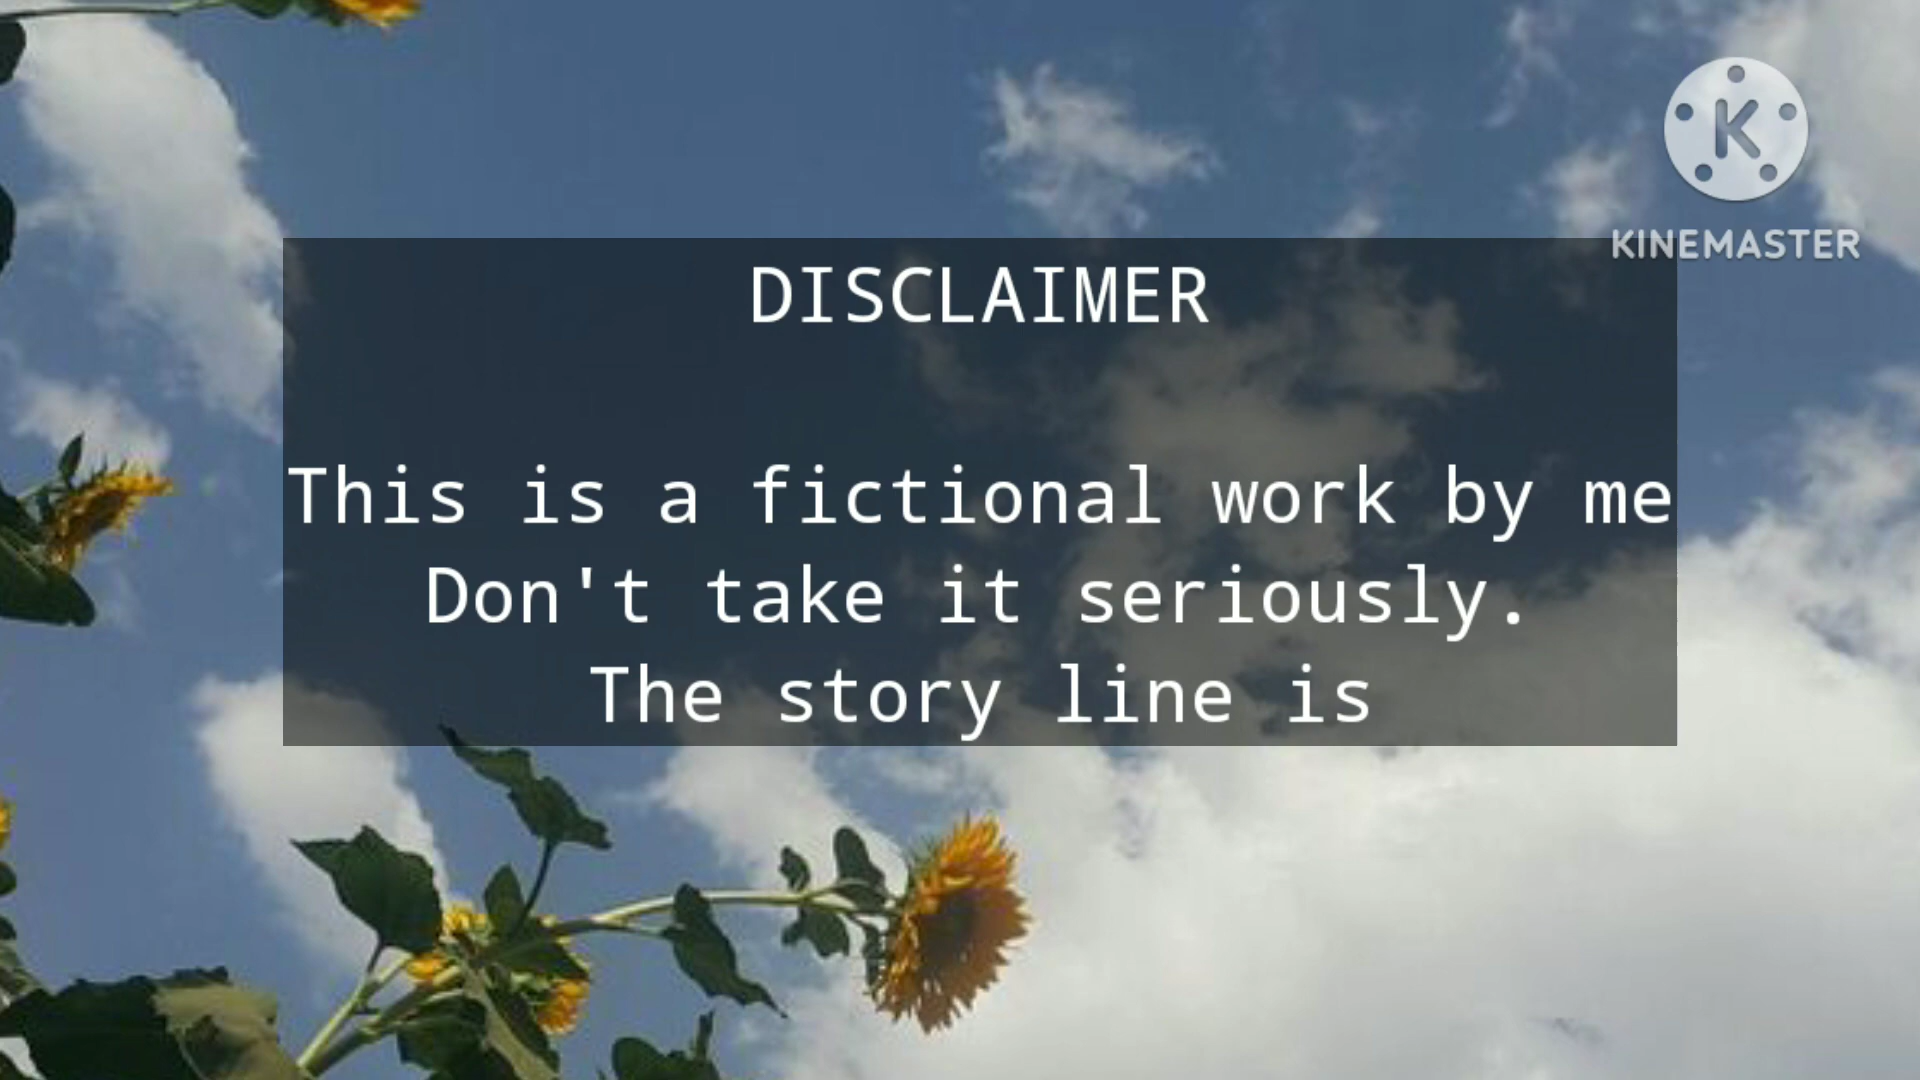 K
KINEMASTER
DISCLAIMER
This is a fictional work by me
Don't take it seriously.
The story line is